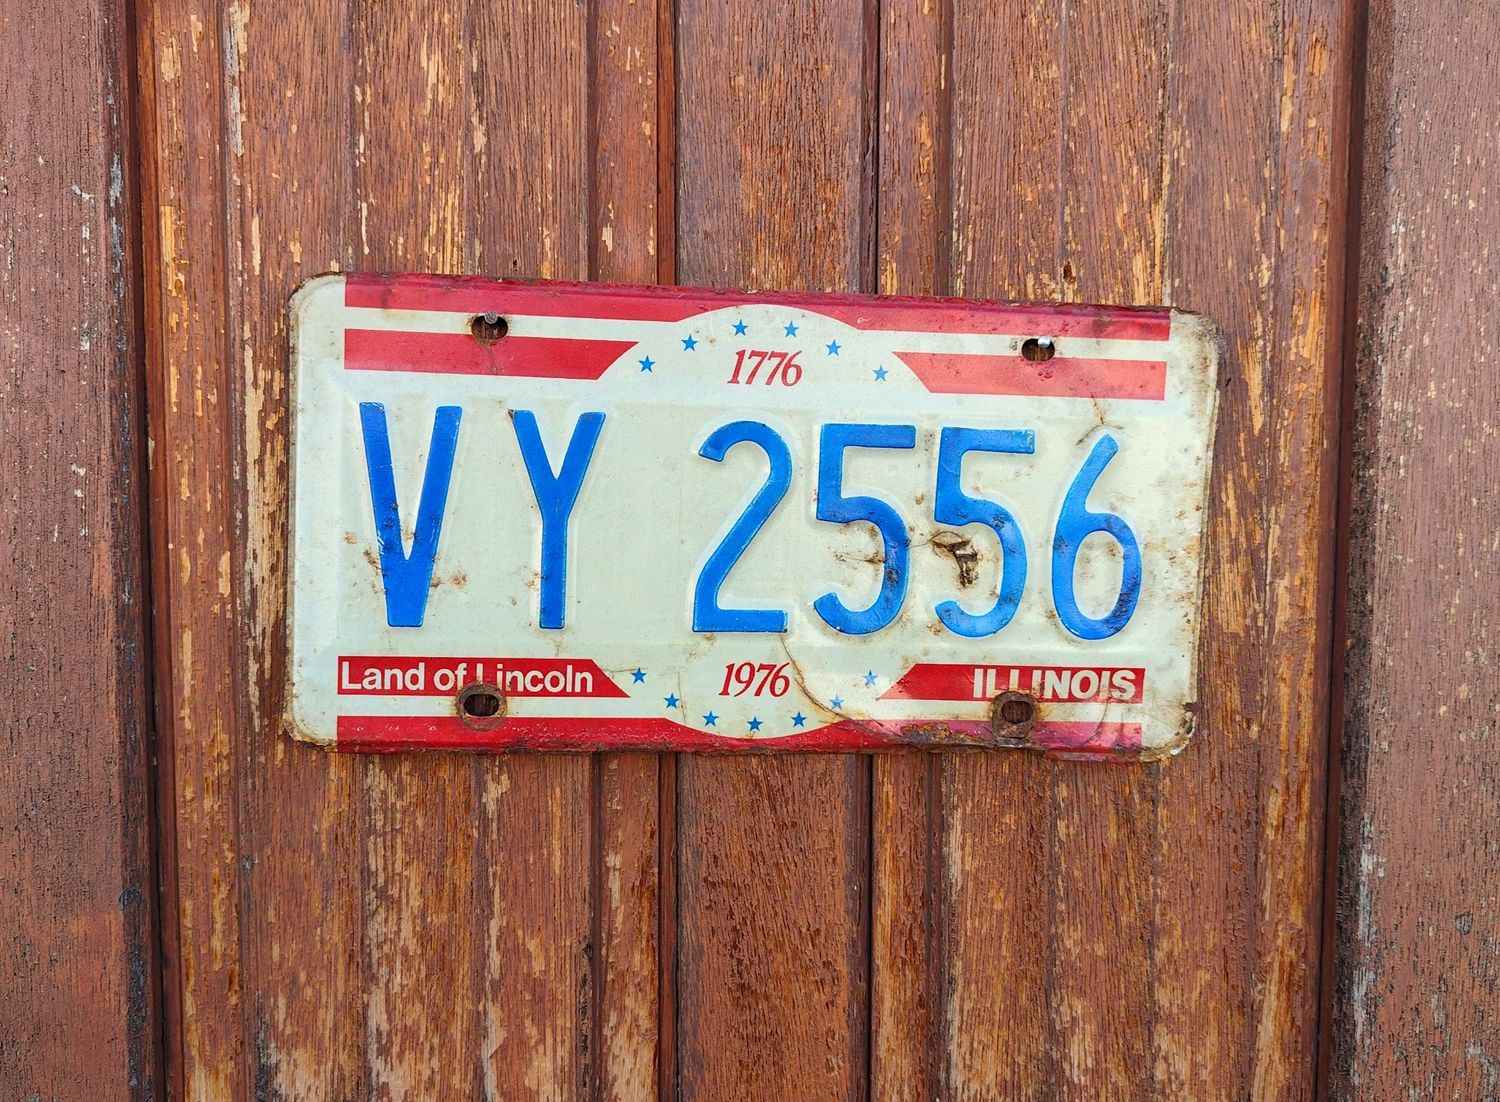 1776
VY 2556
Land of Lincoln 1976 ILLINOIS